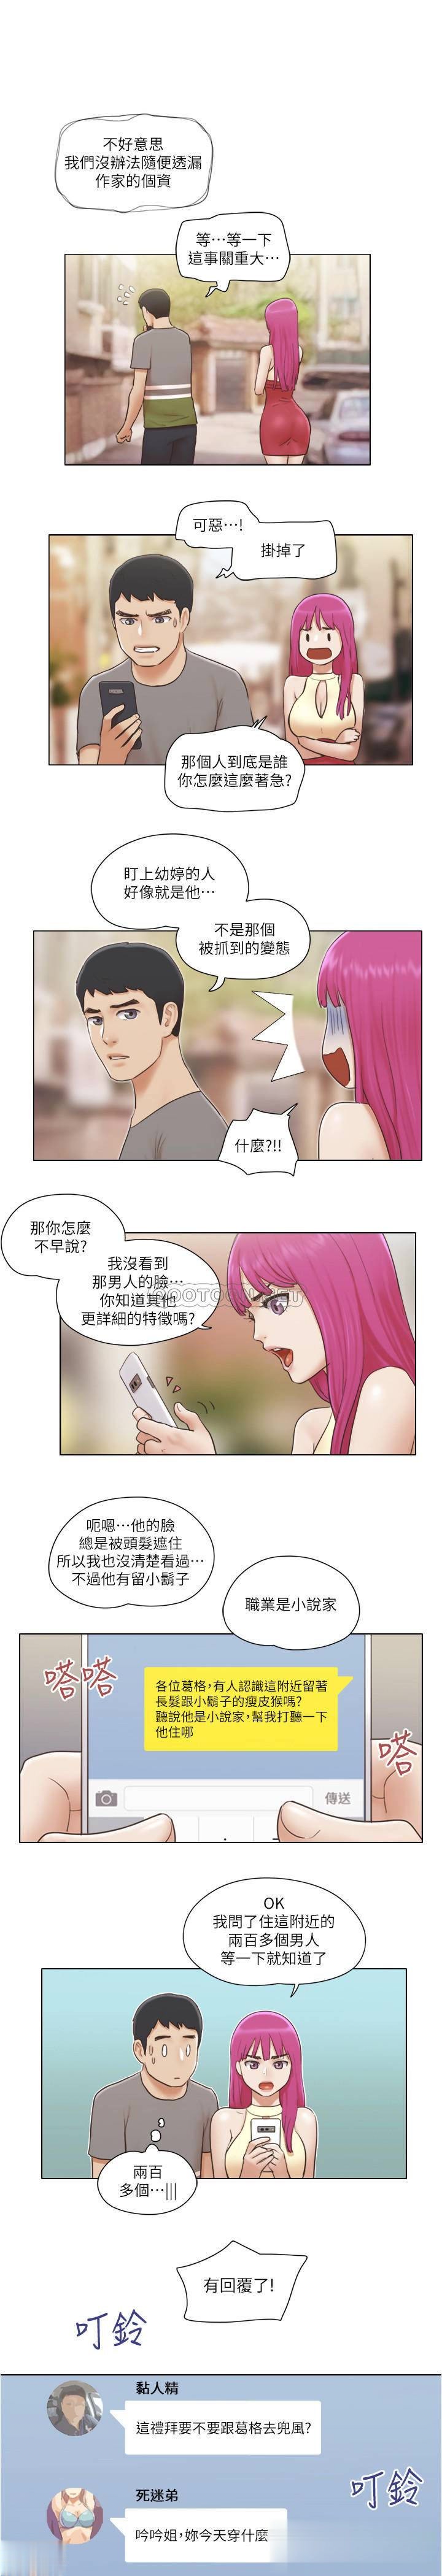 不好意思
我們沒辦法隨便透漏
作家的個資
等…等一下
這事關重大…
可惡…!
掛掉了
那個人到底是誰
你怎麼這麼著急?
盯上幼婷的人
好像就是他…
不是那個
被抓到的變態
什麼?!!
那你怎麼
不早說?
我沒看到
那男人的臉…
你知道其他
更詳細的特徵嗎?
呃嗯…他的臉
總是被頭髮遮住
所以我也沒清楚看過…
不過他有留小鬍子
職業是小說家
嗒嗒
各位葛格,有人認識這附近留著
長髮跟小鬍子的瘦皮猴嗎?
聽說他是小說家,幫我打聽一下
他住哪
嗒
傳送
OK
我問了住這附近的
兩百多個男人
等一下就知道了
兩百
多個…|||
有回覆了!
叮鈴
黏人精
這禮拜要不要跟葛格去兜風?
叮鈴
死迷弟
吟吟姐,妳今天穿什麼